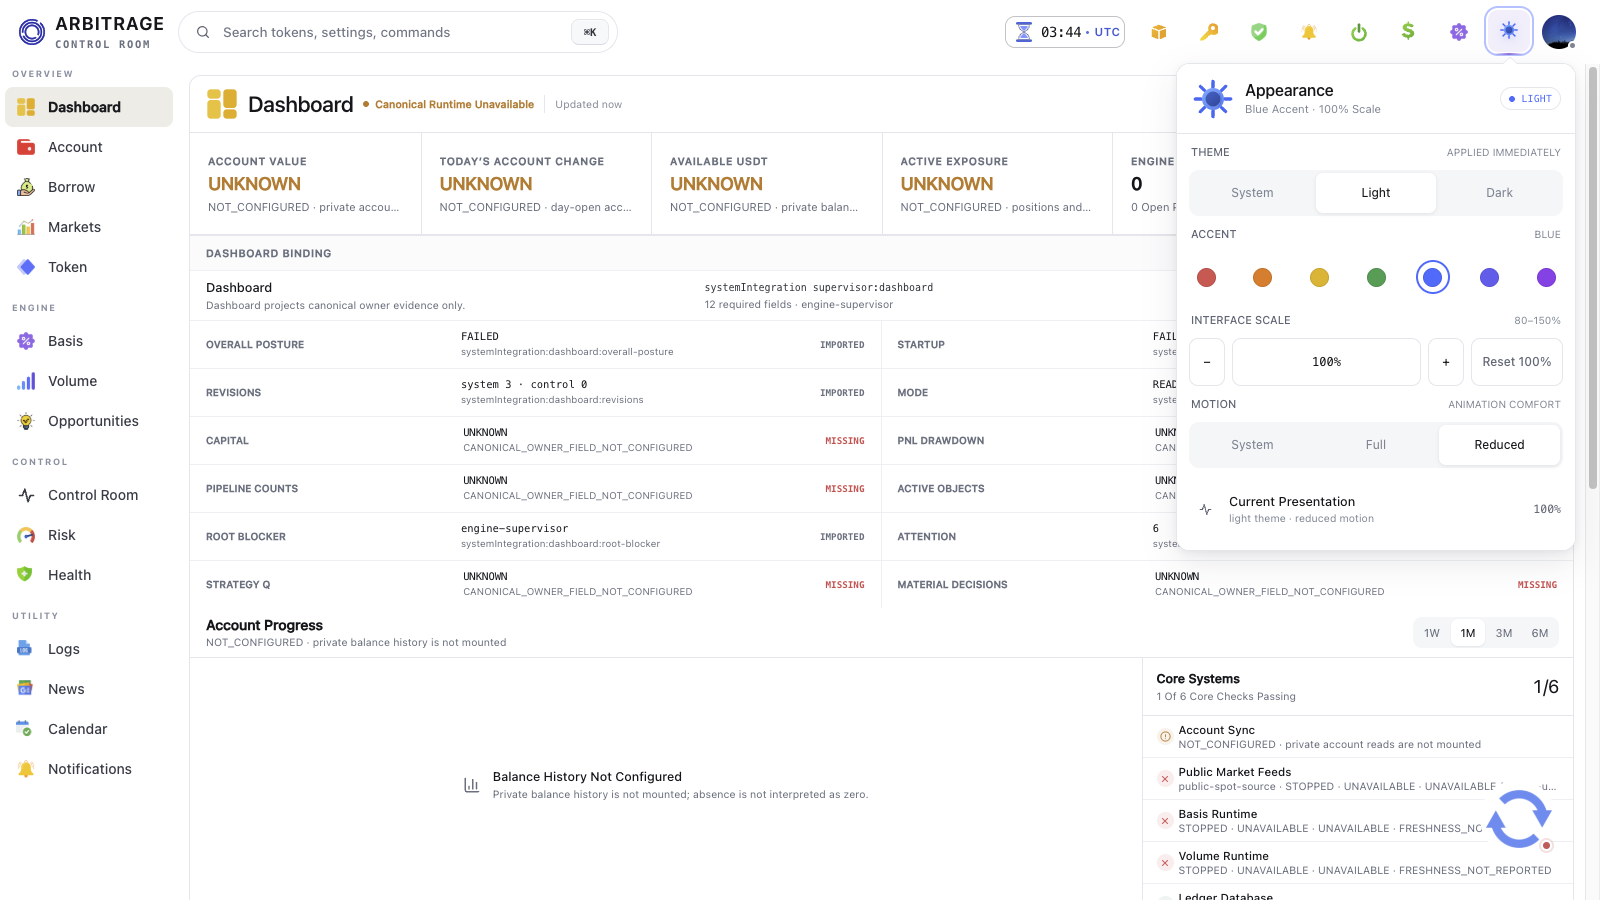 ARBITRAGE
CONTROL ROOM
Search tokens, settings, commands
⌘K
03:44 • UTC
OVERVIEW
Dashboard
Account
Borrow
Markets
Token
ENGINE
Basis
Volume
Opportunities
CONTROL
Control Room
Risk
Health
UTILITY
Logs
News
Calendar
Notifications
Dashboard
Canonical Runtime Unavailable
Updated now
ACCOUNT VALUE
UNKNOWN
NOT_CONFIGURED · private accou...
TODAY'S ACCOUNT CHANGE
UNKNOWN
NOT_CONFIGURED · day-open acc...
AVAILABLE USDT
UNKNOWN
NOT_CONFIGURED · private balan...
ACTIVE EXPOSURE
UNKNOWN
NOT_CONFIGURED · positions and...
ENGINE
0
0 Open
DASHBOARD BINDING
Dashboard
Dashboard projects canonical owner evidence only.
systemIntegration supervisor:dashboard
12 required fields · engine-supervisor
OVERALL POSTURE
FAILED
systemIntegration:dashboard:overall-posture
IMPORTED
STARTUP
FAIL
syste
REVISIONS
system 3 · control 0
systemIntegration:dashboard:revisions
IMPORTED
MODE
READ
syste
CAPITAL
UNKNOWN
CANONICAL_OWNER_FIELD_NOT_CONFIGURED
MISSING
PNL DRAWDOWN
UNKN
CAN
PIPELINE COUNTS
UNKNOWN
CANONICAL_OWNER_FIELD_NOT_CONFIGURED
MISSING
ACTIVE OBJECTS
UNKN
CAN
ROOT BLOCKER
engine-supervisor
systemIntegration:dashboard:root-blocker
IMPORTED
ATTENTION
6
syste
STRATEGY Q
UNKNOWN
CANONICAL_OWNER_FIELD_NOT_CONFIGURED
MISSING
MATERIAL DECISIONS
UNKNOWN
CANONICAL_OWNER_FIELD_NOT_CONFIGURED
MISSING
Account Progress
NOT_CONFIGURED · private balance history is not mounted
1W 1M 3M 6M
Balance History Not Configured
Private balance history is not mounted; absence is not interpreted as zero.
Core Systems
1 Of 6 Core Checks Passing
1/6
Account Sync
NOT_CONFIGURED · private account reads are not mounted
Public Market Feeds
public-spot-source · STOPPED · UNAVAILABLE · UNAVAILABLE
Basis Runtime
STOPPED · UNAVAILABLE · UNAVAILABLE · FRESHNESS_NO
Volume Runtime
STOPPED · UNAVAILABLE · UNAVAILABLE · FRESHNESS_NOT_REPORTED
Ledger Database
Appearance
Blue Accent · 100% Scale
LIGHT
THEME
APPLIED IMMEDIATELY
System Light Dark
ACCENT
BLUE
INTERFACE SCALE
80–150%
− 100% + Reset 100%
MOTION
ANIMATION COMFORT
System Full Reduced
Current Presentation
light theme · reduced motion
100%